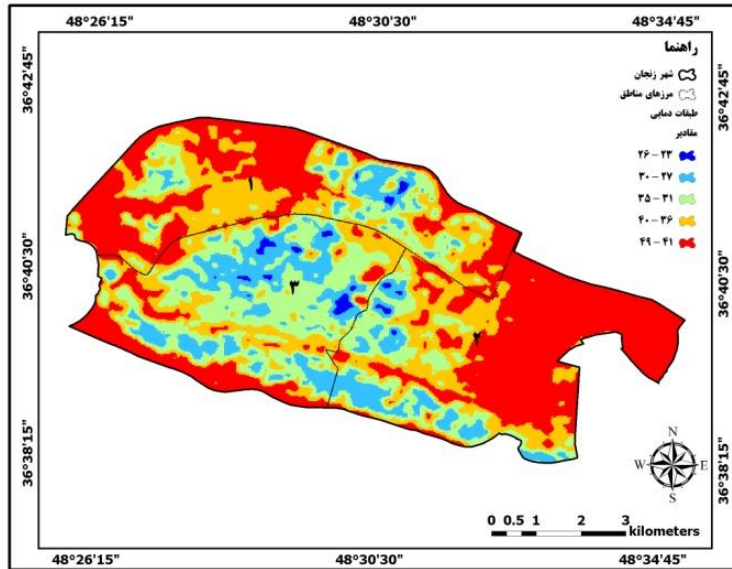 48°26'15" 48°30'30" 48°34'45"
36°42'45" 36°42'45"
راهنما
شهر زنجان
مرزهای مناطق
طبقات دمایی
مقادیر
۲۶ – ۲۳
۳۰ – ۲۷
۳۵ – ۳۱
۴۰ – ۳۶
۴۹ – ۴۱
۱
36°40'30" 36°40'30"
۳
۲
36°38'15" 36°38'15"
N
W E
S
0 0.5 1 2 3
kilometers
48°26'15" 48°30'30" 48°34'45"